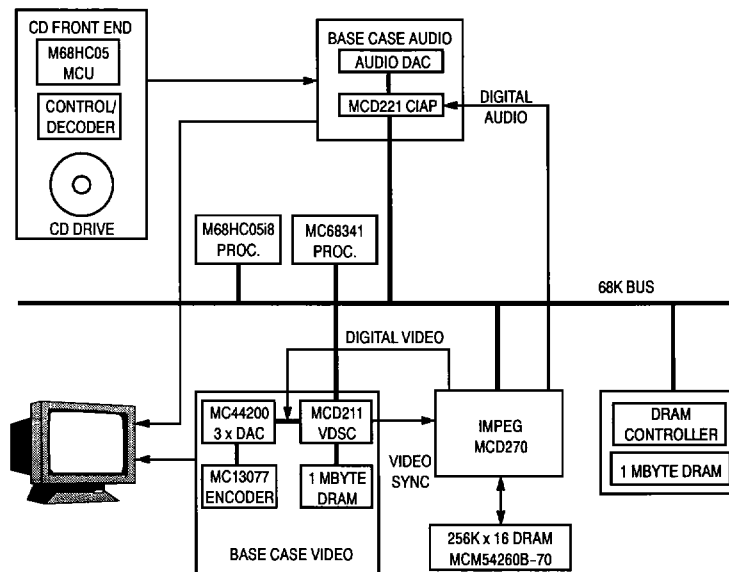 CD FRONT END
M68HC05
MCU
CONTROL/
DECODER
CD DRIVE
BASE CASE AUDIO
AUDIO DAC
MCD221 CIAP
DIGITAL
AUDIO
M68HC05i8
PROC.
MC68341
PROC.
68K BUS
DIGITAL VIDEO
MC44200
3 x DAC
MCD211
VDSC
MC13077
ENCODER
1 MBYTE
DRAM
BASE CASE VIDEO
VIDEO
SYNC
IMPEG
MCD270
256K x 16 DRAM
MCM54260B-70
DRAM
CONTROLLER
1 MBYTE DRAM